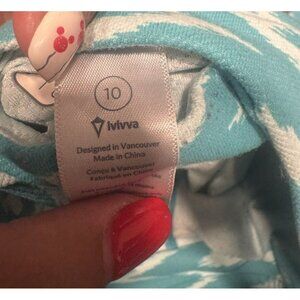 10
ivivva
Designed in Vancouver
Made in China
Conçu à Vancouver
Fabriqué en Chine